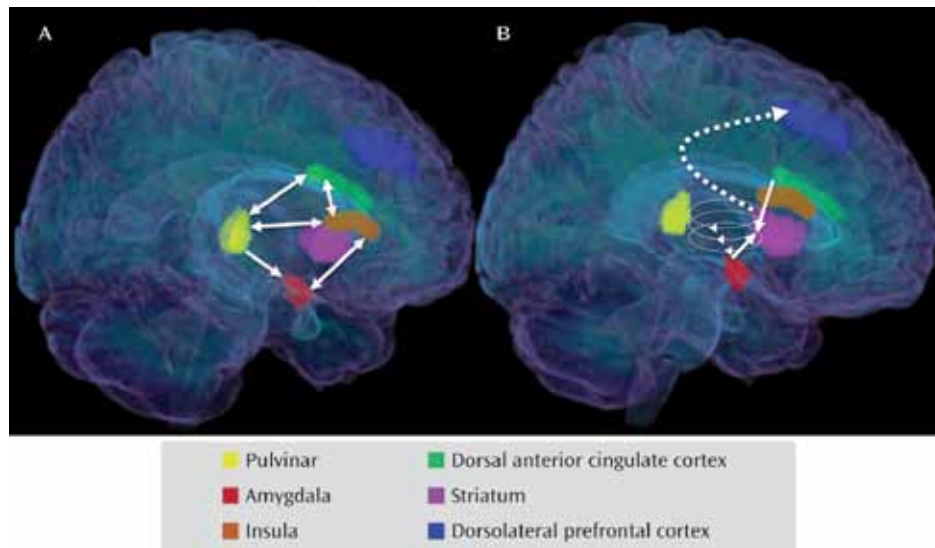 A
B
Pulvinar
Dorsal anterior cingulate cortex
Amygdala
Striatum
Insula
Dorsolateral prefrontal cortex